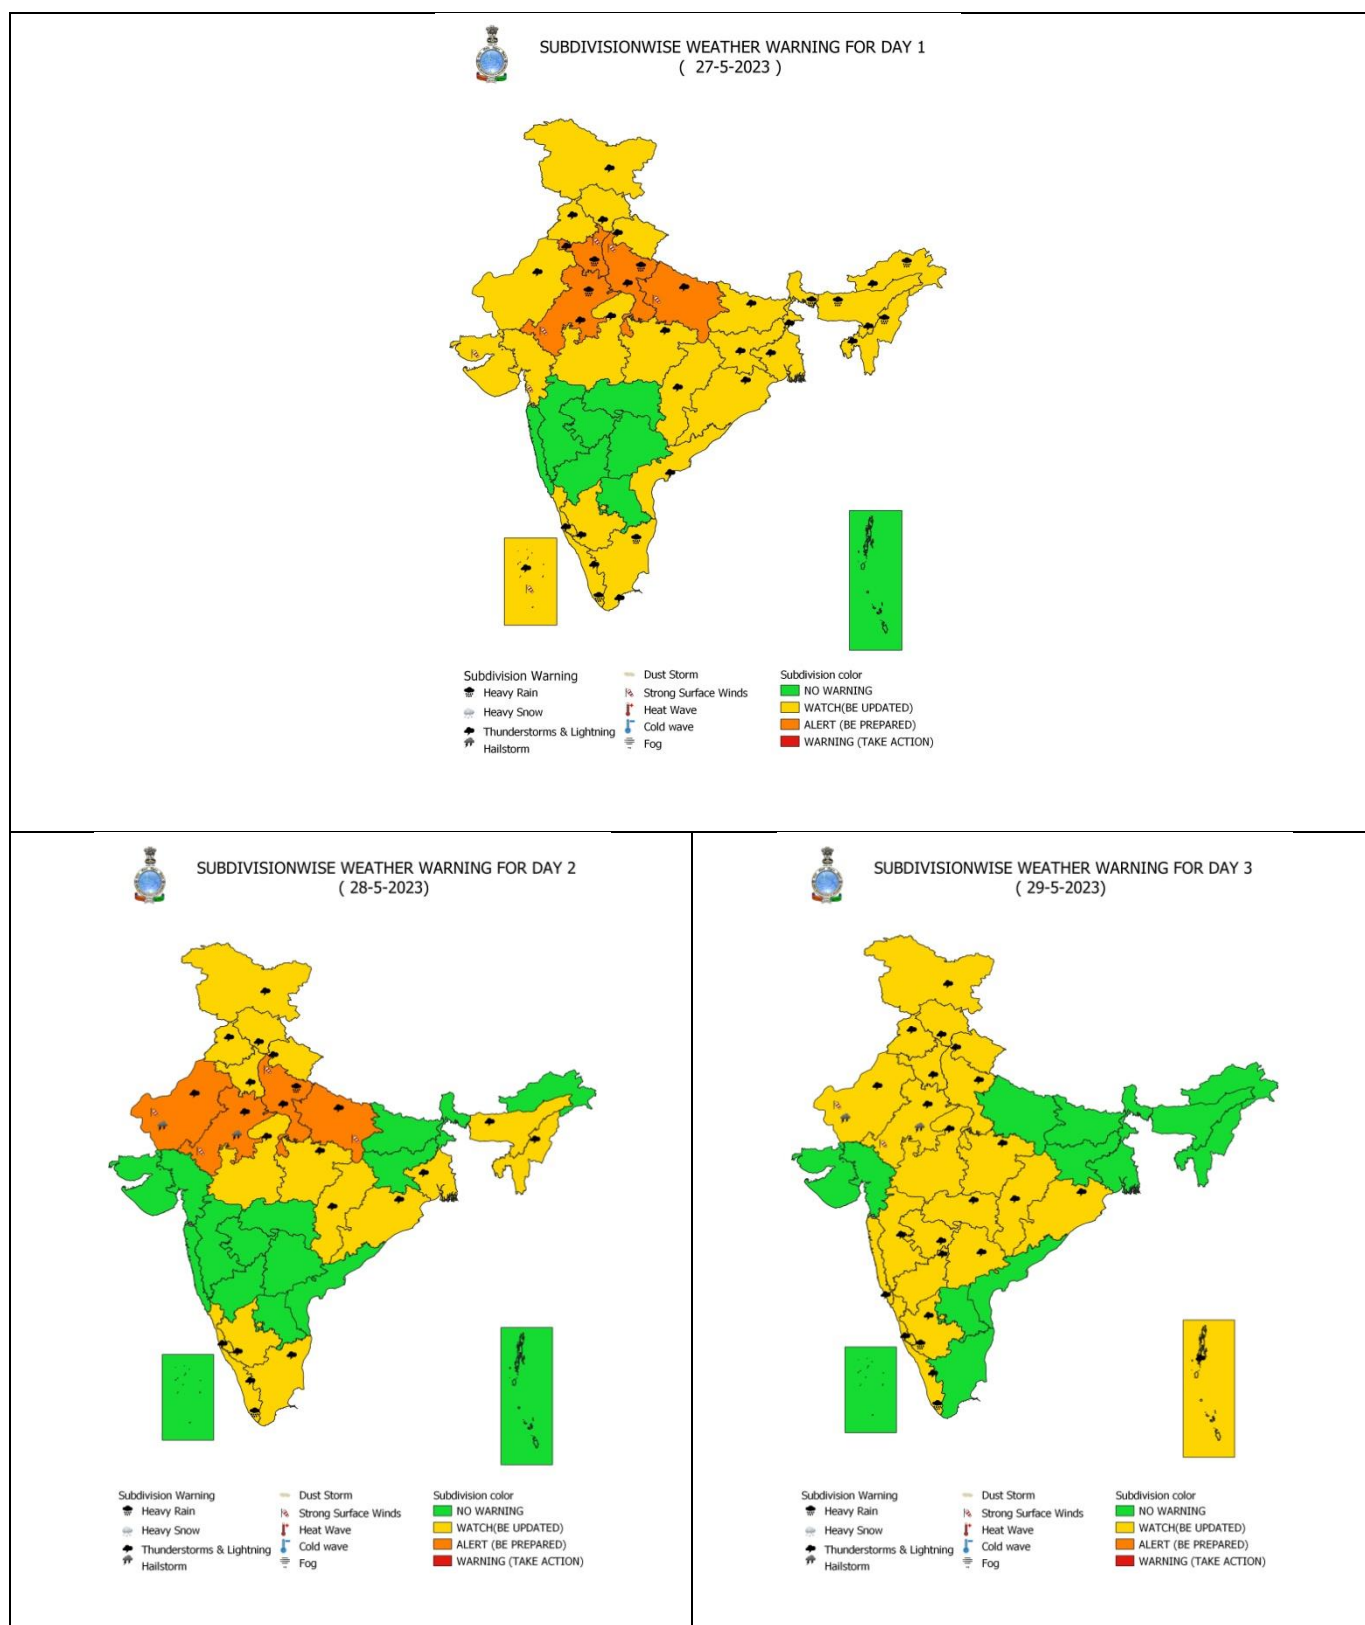 SUBDIVISIONWISE WEATHER WARNING FOR DAY 1
( 27-5-2023 )
Subdivision Warning
Heavy Rain
Heavy Snow
Thunderstorms & Lightning
Hailstorm
Dust Storm
Strong Surface Winds
Heat Wave
Cold wave
Fog
Subdivision color
NO WARNING
WATCH(BE UPDATED)
ALERT (BE PREPARED)
WARNING (TAKE ACTION)
SUBDIVISIONWISE WEATHER WARNING FOR DAY 2
( 28-5-2023)
Subdivision Warning
Heavy Rain
Heavy Snow
Thunderstorms & Lightning
Hailstorm
Dust Storm
Strong Surface Winds
Heat Wave
Cold wave
Fog
Subdivision color
NO WARNING
WATCH(BE UPDATED)
ALERT (BE PREPARED)
WARNING (TAKE ACTION)
SUBDIVISIONWISE WEATHER WARNING FOR DAY 3
( 29-5-2023)
Subdivision Warning
Heavy Rain
Heavy Snow
Thunderstorms & Lightning
Hailstorm
Dust Storm
Strong Surface Winds
Heat Wave
Cold wave
Fog
Subdivision color
NO WARNING
WATCH(BE UPDATED)
ALERT (BE PREPARED)
WARNING (TAKE ACTION)